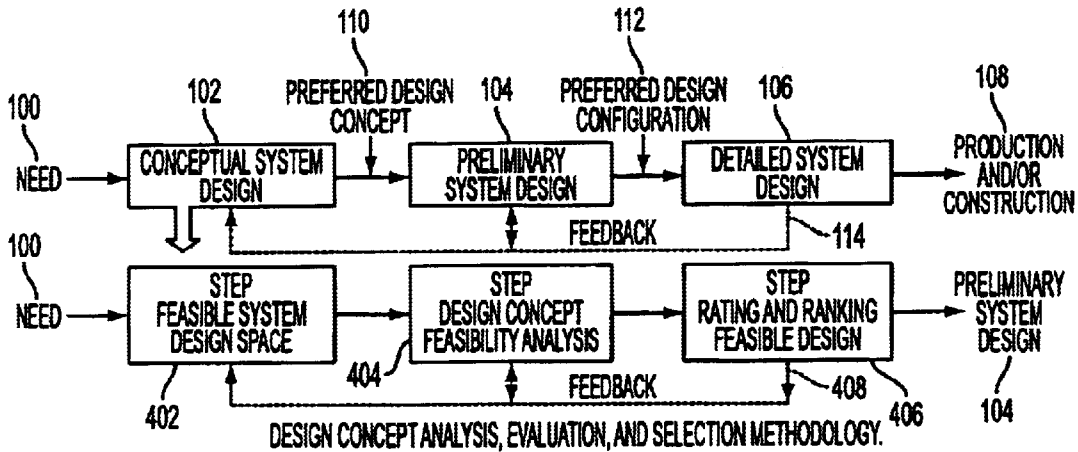 110
112
100
102
PREFERRED DESIGN
CONCEPT
104
PREFERRED DESIGN
CONFIGURATION
106
108
NEED
CONCEPTUAL SYSTEM
DESIGN
PRELIMINARY
SYSTEM DESIGN
DETAILED SYSTEM
DESIGN
PRODUCTION
AND/OR
CONSTRUCTION
FEEDBACK
114
100
NEED
STEP
FEASIBLE SYSTEM
DESIGN SPACE
STEP
DESIGN CONCEPT
FEASIBILITY ANALYSIS
STEP
RATING AND RANKING
FEASIBLE DESIGN
PRELIMINARY
SYSTEM
DESIGN
402
404
FEEDBACK
408
406
104
DESIGN CONCEPT ANALYSIS, EVALUATION, AND SELECTION METHODOLOGY.